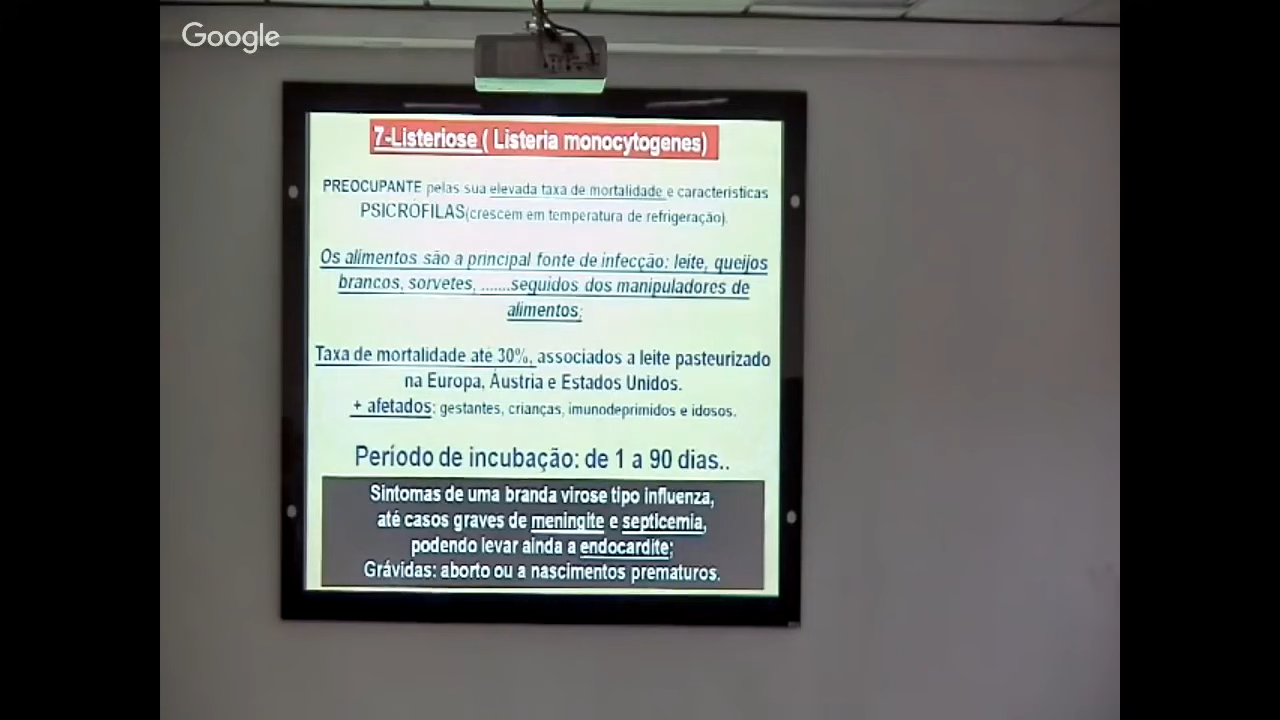 Google
7-Listeriose ( Listeria monocytogenes)
PREOCUPANTE pelas sua elevada taxa de mortalidade e características
PSICRÓFILAS(crescem em temperatura de refrigeração).
Os alimentos são a principal fonte de infecção: leite, queijos
brancos, sorvetes, .......seguidos dos manipuladores de
alimentos;
Taxa de mortalidade até 30%, associados a leite pasteurizado
na Europa, Áustria e Estados Unidos.
+ afetados: gestantes, crianças, imunodeprimidos e idosos.
Período de incubação: de 1 a 90 dias..
Sintomas de uma branda virose tipo influenza,
até casos graves de meningite e septicemia,
podendo levar ainda a endocardite;
Grávidas: aborto ou a nascimentos prematuros.